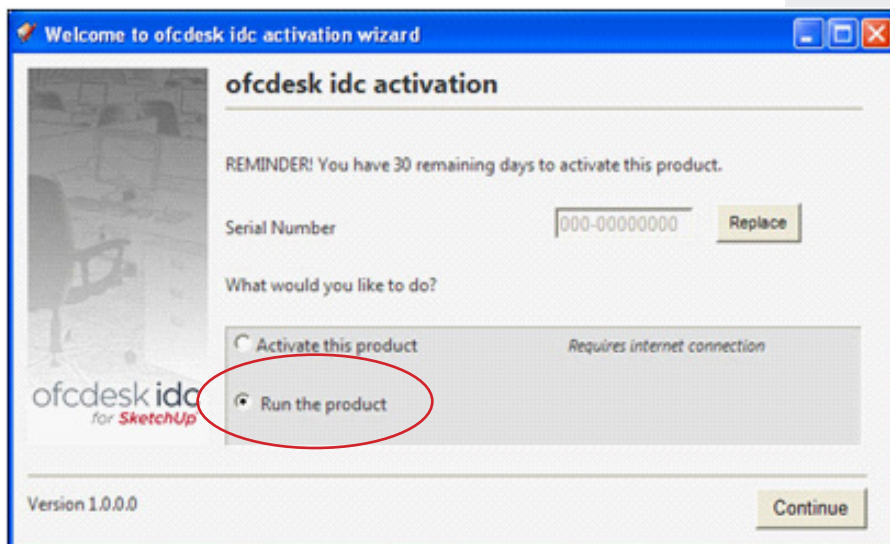 Welcome to ofcdesk idc activation wizard
ofcdesk idc activation
REMINDER! You have 30 remaining days to activate this product.
Serial Number 000-00000000 Replace
What would you like to do?
Activate this product Requires internet connection
Run the product
ofcdesk idc
for SketchUp
Version 1.0.0.0 Continue